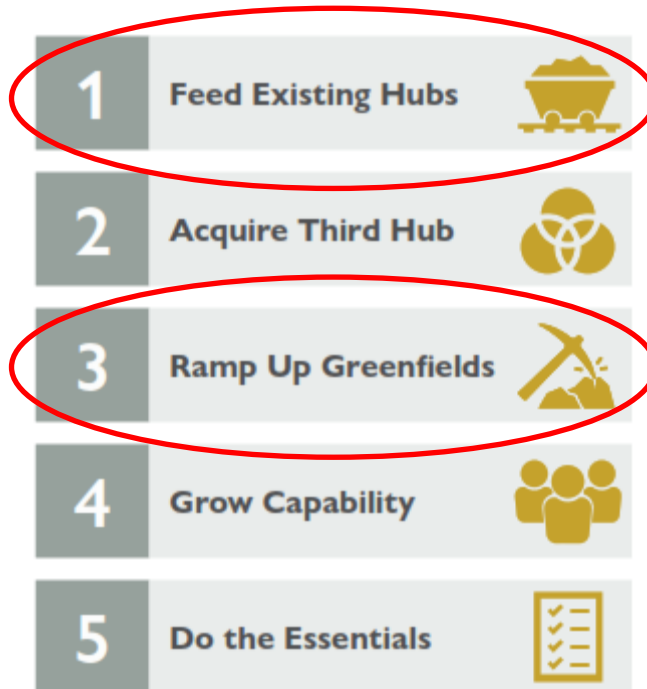 1 Feed Existing Hubs
2 Acquire Third Hub
3 Ramp Up Greenfields
4 Grow Capability
5 Do the Essentials